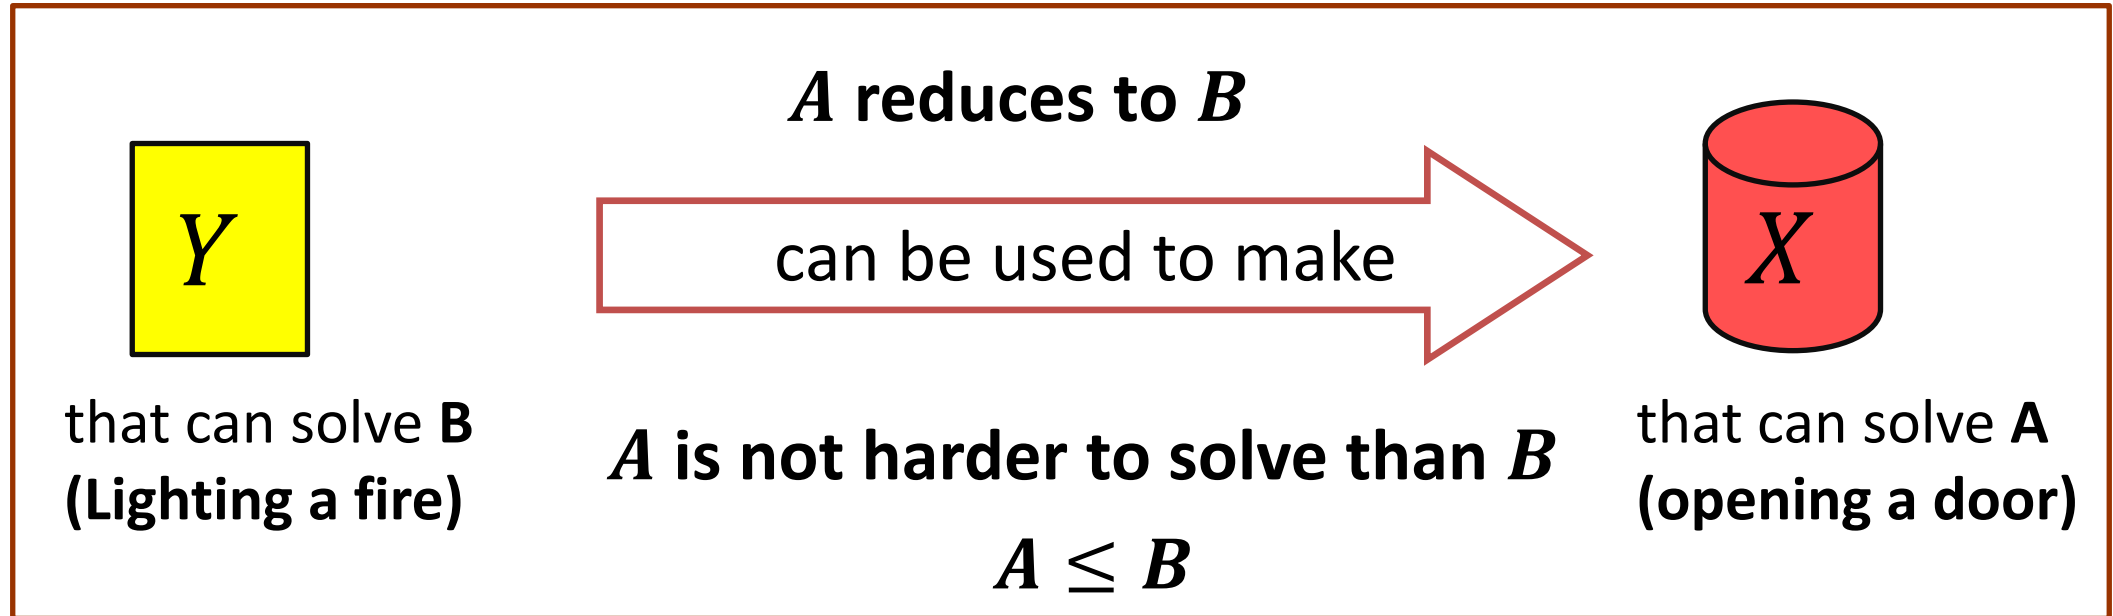 A reduces to B
Y
can be used to make
X
that can solve B
(Lighting a fire)
A is not harder to solve than B
A ≤ B
that can solve A
(opening a door)